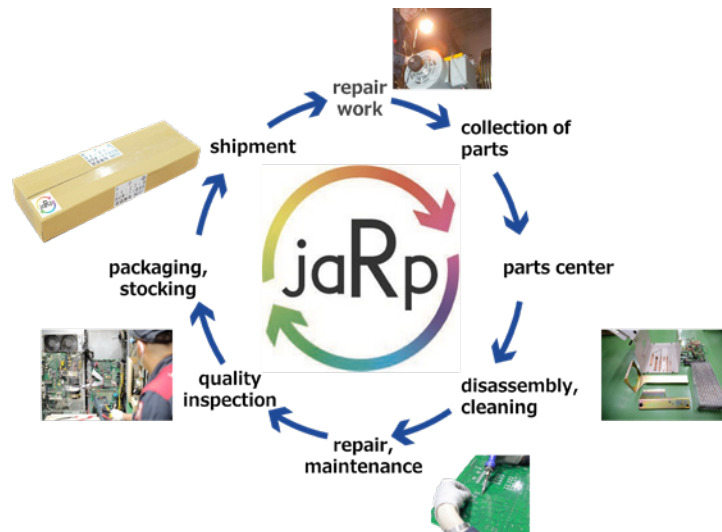 repair
work
collection of
parts
shipment
jaRp
packaging,
stocking
parts center
quality
inspection
disassembly,
cleaning
repair,
maintenance